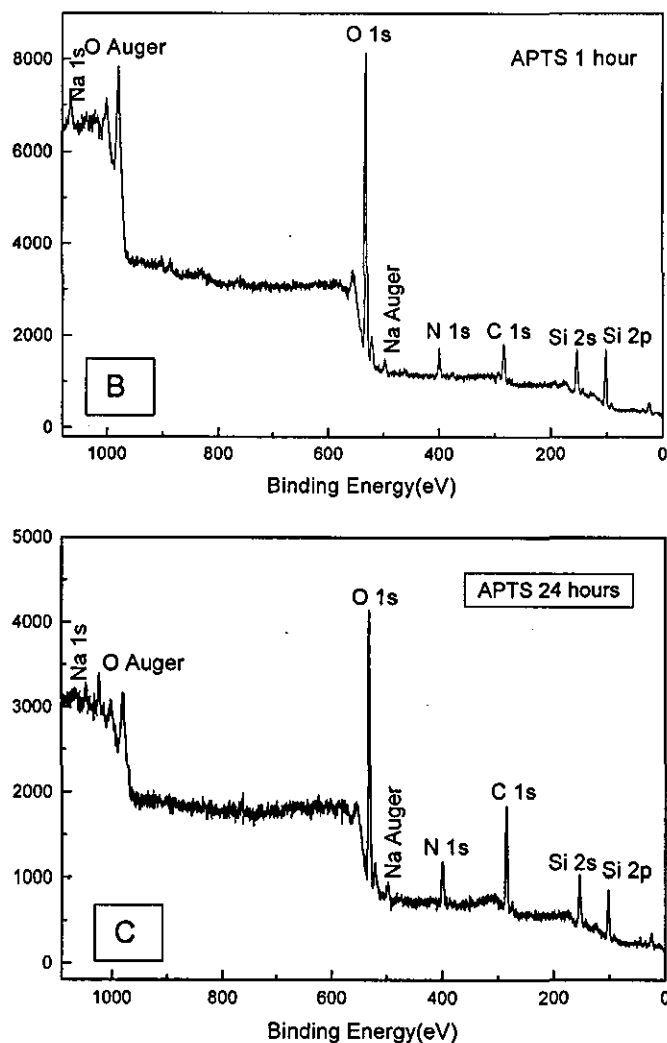 O Auger
Na 1s
O 1s
APTS 1 hour
8000
6000
4000
2000
0
Na Auger
N 1s
C 1s
Si 2s
Si 2p
B
1000
800
600
400
200
0
Binding Energy(eV)
5000
4000
3000
2000
1000
0
APTS 24 hours
O 1s
Na 1s
O Auger
C 1s
Na Auger
N 1s
Si 2s
Si 2p
C
1000
800
600
400
200
0
Binding Energy(eV)